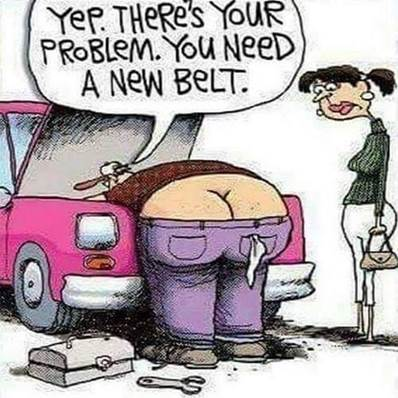 YEP. THERE'S YOUR
PROBLEM. YOU NEED
A NEW BELT.